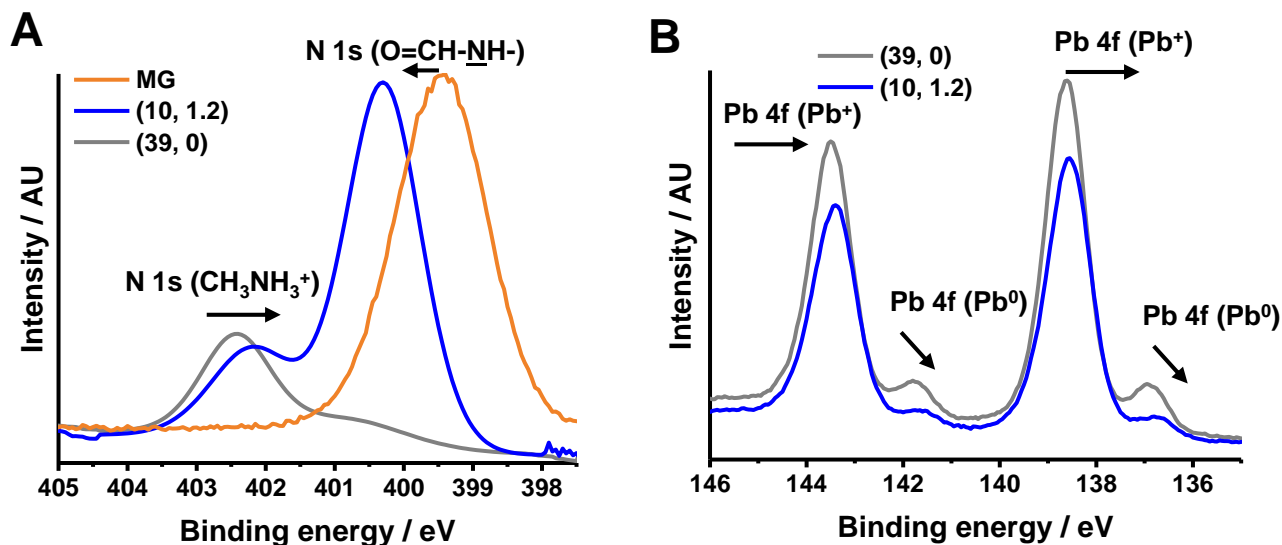 A
N 1s (O=CH-NH-)
MG
(10, 1.2)
(39, 0)
N 1s (CH₃NH₃⁺)
Intensity / AU
405 404 403 402 401 400 399 398
Binding energy / eV
B
(39, 0)
(10, 1.2)
Pb 4f (Pb⁺)
Pb 4f (Pb⁺)
Pb 4f (Pb⁰)
Pb 4f (Pb⁰)
Intensity / AU
146 144 142 140 138 136
Binding energy / eV